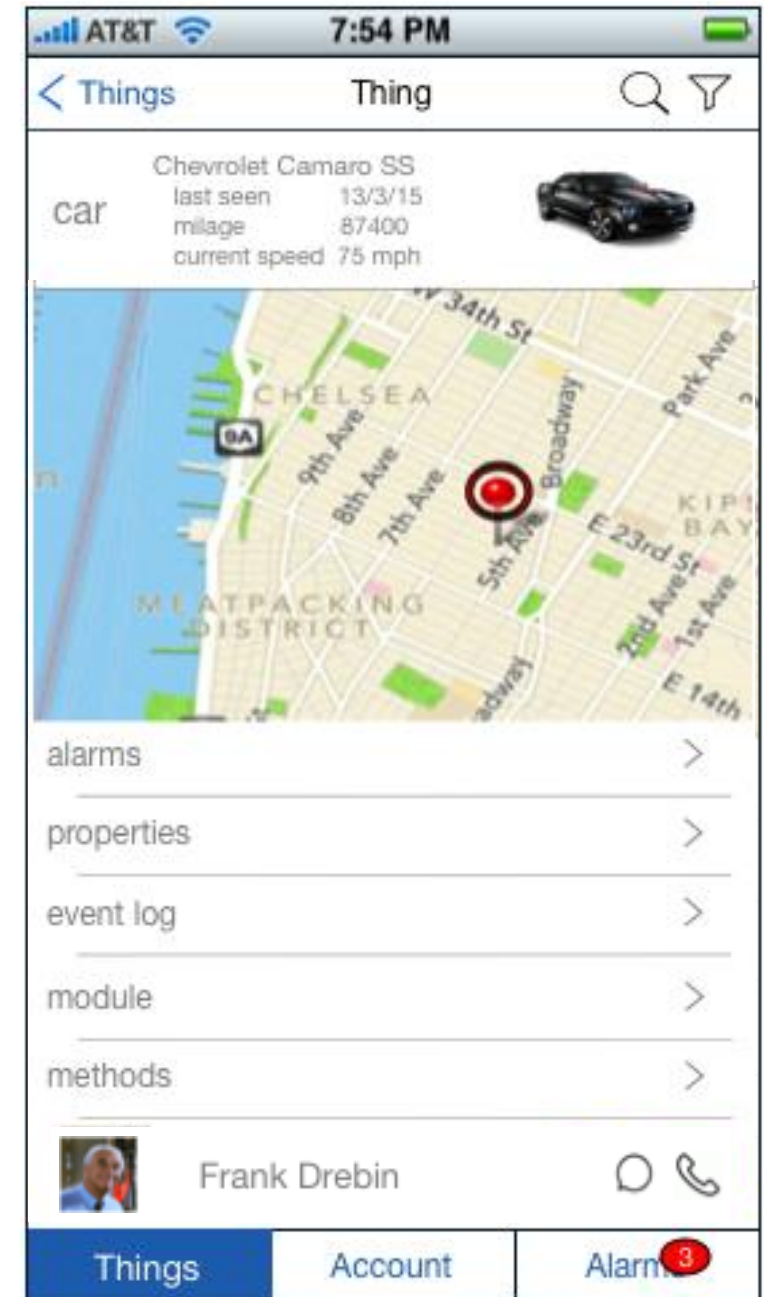 AT&T 7:54 PM
Things Thing
Chevrolet Camaro SS
car
last seen 13/3/15
milage 87400
current speed 75 mph
W 34th St
Park Ave
CHELSEA
9A
9th Ave
8th Ave
7th Ave
Broadway
5th Ave
KIPS
BAY
E 23rd St
2nd Ave
1st Ave
MEATPACKING
DISTRICT
adway
E 14th
alarms
properties
event log
module
methods
Frank Drebin
Things Account Alarm 3